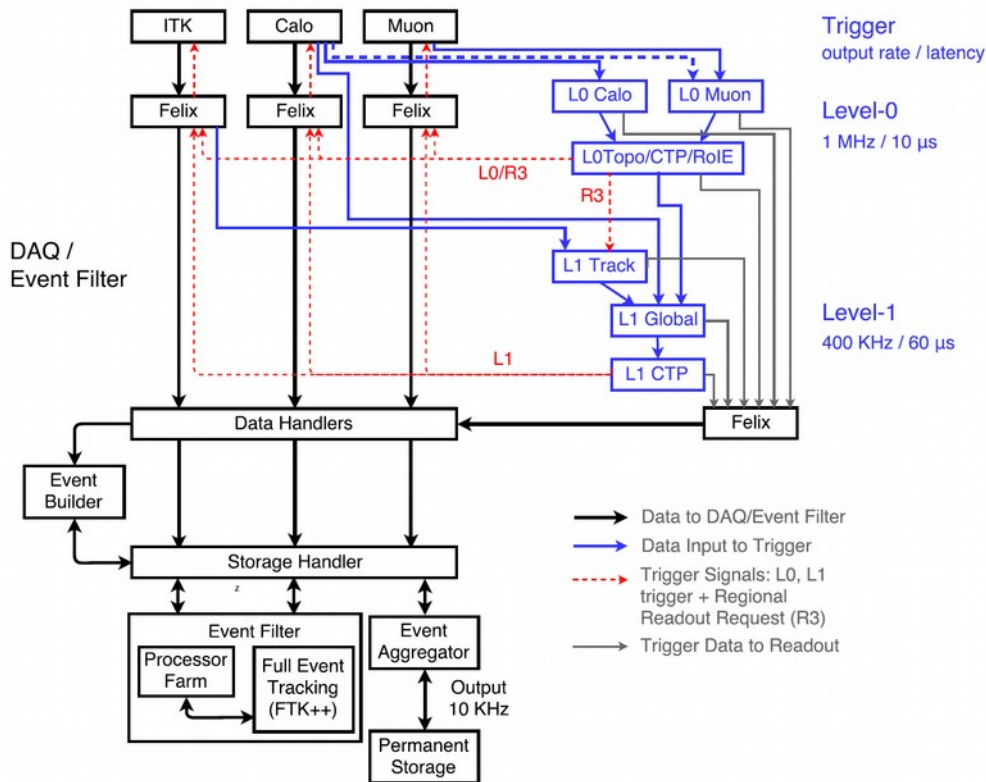 ITK
Calo
Muon
Trigger
output rate / latency
L0 Calo
L0 Muon
Felix
Felix
Felix
Level-0
1 MHz / 10 µs
L0Topo/CTP/RoIE
L0/R3
R3
DAQ /
Event Filter
L1 Track
L1 Global
Level-1
400 KHz / 60 µs
L1
L1 CTP
Data Handlers
Felix
Event
Builder
Data to DAQ/Event Filter
Data Input to Trigger
Trigger Signals: L0, L1
trigger + Regional
Readout Request (R3)
Trigger Data to Readout
Storage Handler
z
Event Filter
Processor
Farm
Full Event
Tracking
(FTK++)
Event
Aggregator
Output
10 KHz
Permanent
Storage